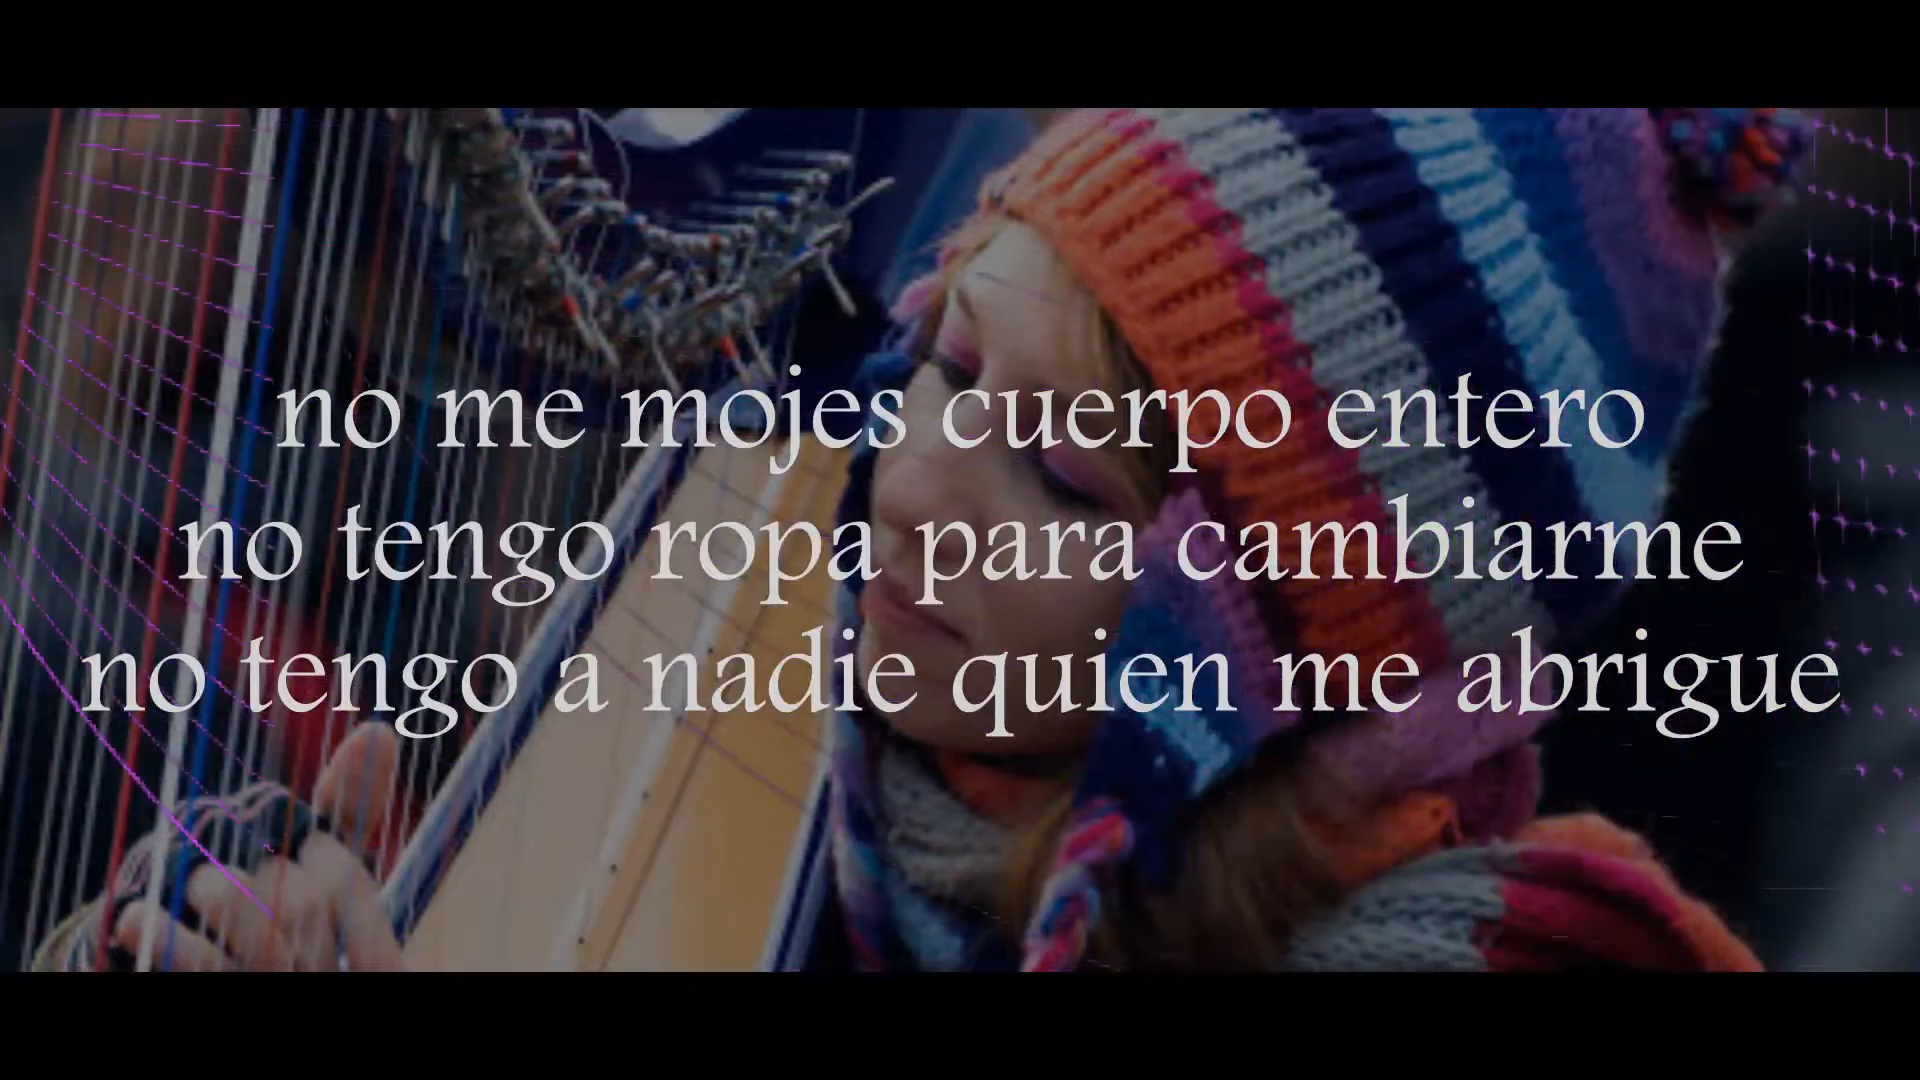 no me mojes cuerpo entero
no tengo ropa para cambiarme
no tengo a nadie quien me abrigue